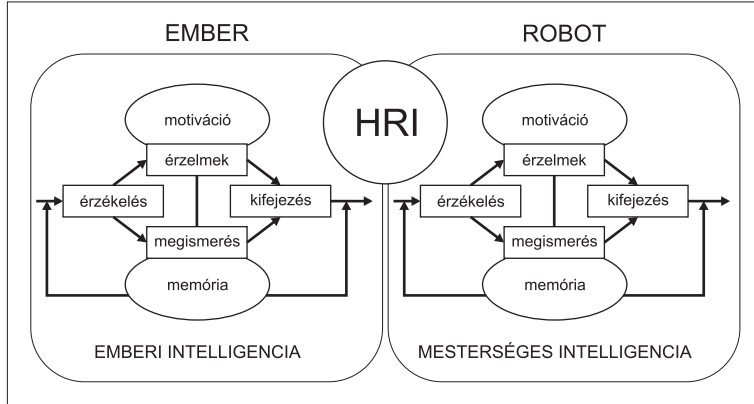 EMBER
ROBOT
HRI
motiváció
érzelmek
érzékelés
kifejezés
megismerés
memória
EMBERI INTELLIGENCIA
motiváció
érzelmek
érzékelés
kifejezés
megismerés
memória
MESTERSÉGES INTELLIGENCIA